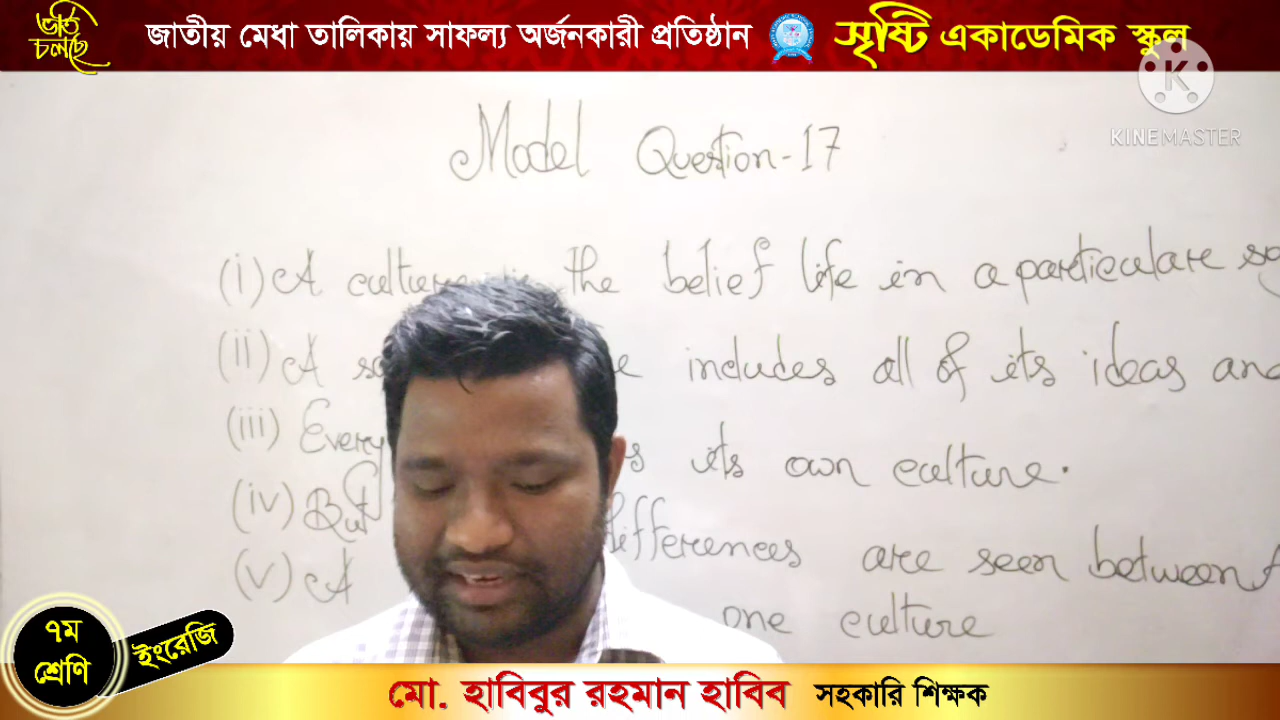 ভর্তি চলছে
জাতীয় মেধা তালিকায় সাফল্য অর্জনকারী প্রতিষ্ঠান সৃষ্টি একাডেমিক স্কুল
K
KINEMASTER
Model Question-17
(i) A culture the belief life in a particulare
(ii) A includes all of its ideas
(iii) Every its own culture.
(iv) But differences are seen between
(v) A one culture
৭ম শ্রেণি
ইংরেজি
মো. হাবিবুর রহমান হাবিব সহকারি শিক্ষক